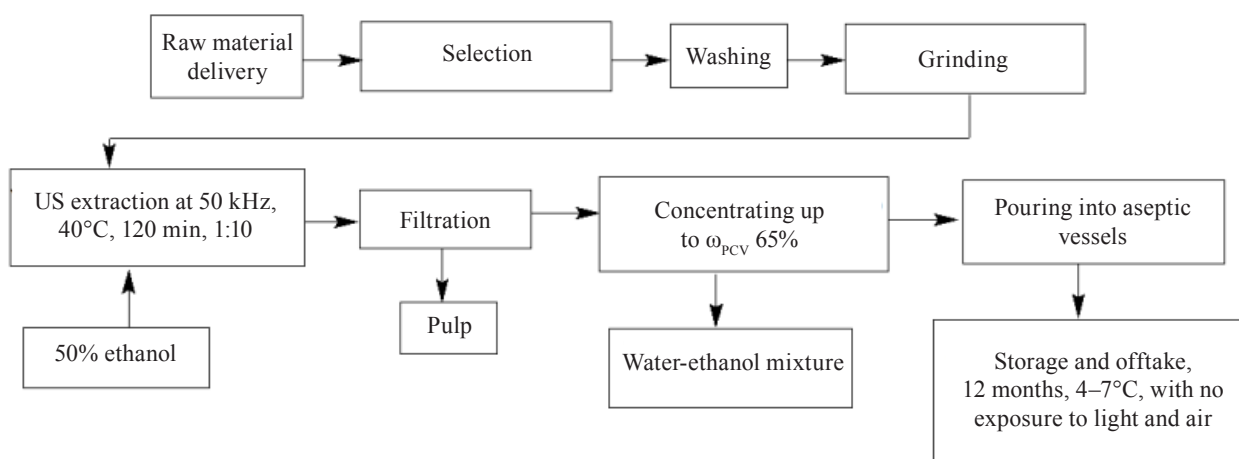 Raw material
delivery
Selection
Washing
Grinding
US extraction at 50 kHz,
40°C, 120 min, 1:10
Filtration
Concentrating up
to ωPCV 65%
Pouring into aseptic
vessels
50% ethanol
Pulp
Water-ethanol mixture
Storage and offtake,
12 months, 4–7°C, with no
exposure to light and air